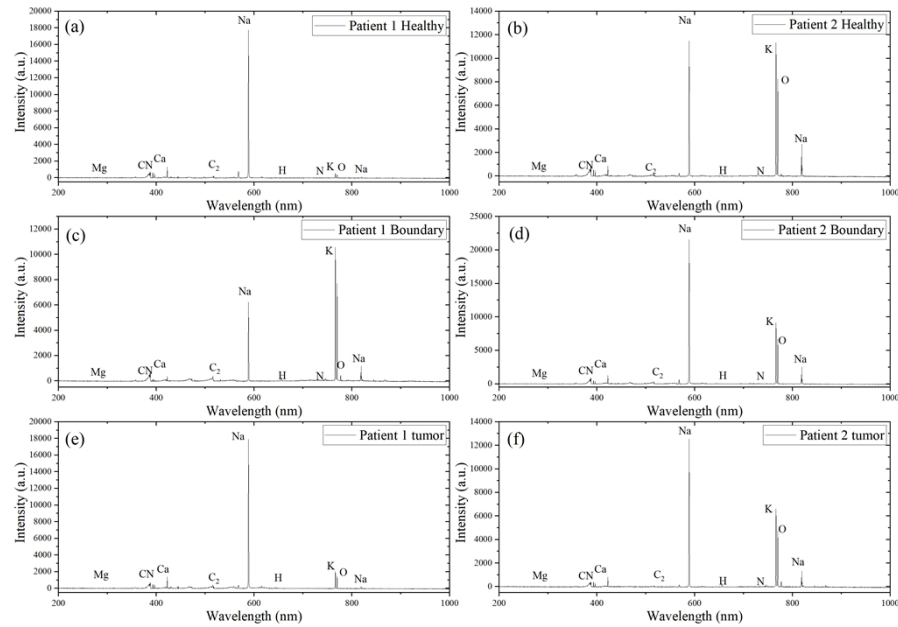 (a)
Patient 1 Healthy
Intensity (a.u.)
20000
18000
16000
14000
12000
10000
8000
6000
4000
2000
0
Mg
CN
Ca
C₂
Na
H
N
K
O
Na
200
400
600
800
1000
Wavelength (nm)
(b)
Patient 2 Healthy
Intensity (a.u.)
14000
12000
10000
8000
6000
4000
2000
0
Mg
CN
Ca
C₂
Na
H
N
K
O
Na
200
400
600
800
1000
Wavelength (nm)
(c)
Patient 1 Boundary
Intensity (a.u.)
12000
10000
8000
6000
4000
2000
0
Mg
CN
Ca
C₂
Na
H
N
K
O
Na
200
400
600
800
1000
Wavelength (nm)
(d)
Patient 2 Boundary
Intensity (a.u.)
25000
20000
15000
10000
5000
0
Mg
CN
Ca
C₂
Na
H
N
K
O
Na
200
400
600
800
1000
Wavelength (nm)
(e)
Patient 1 tumor
Intensity (a.u.)
20000
18000
16000
14000
12000
10000
8000
6000
4000
2000
0
Mg
CN
Ca
C₂
Na
H
K
O
Na
200
400
600
800
1000
Wavelength (nm)
(f)
Patient 2 tumor
Intensity (a.u.)
14000
12000
10000
8000
6000
4000
2000
0
Mg
CN
Ca
C₂
Na
H
N
K
O
Na
200
400
600
800
1000
Wavelength (nm)